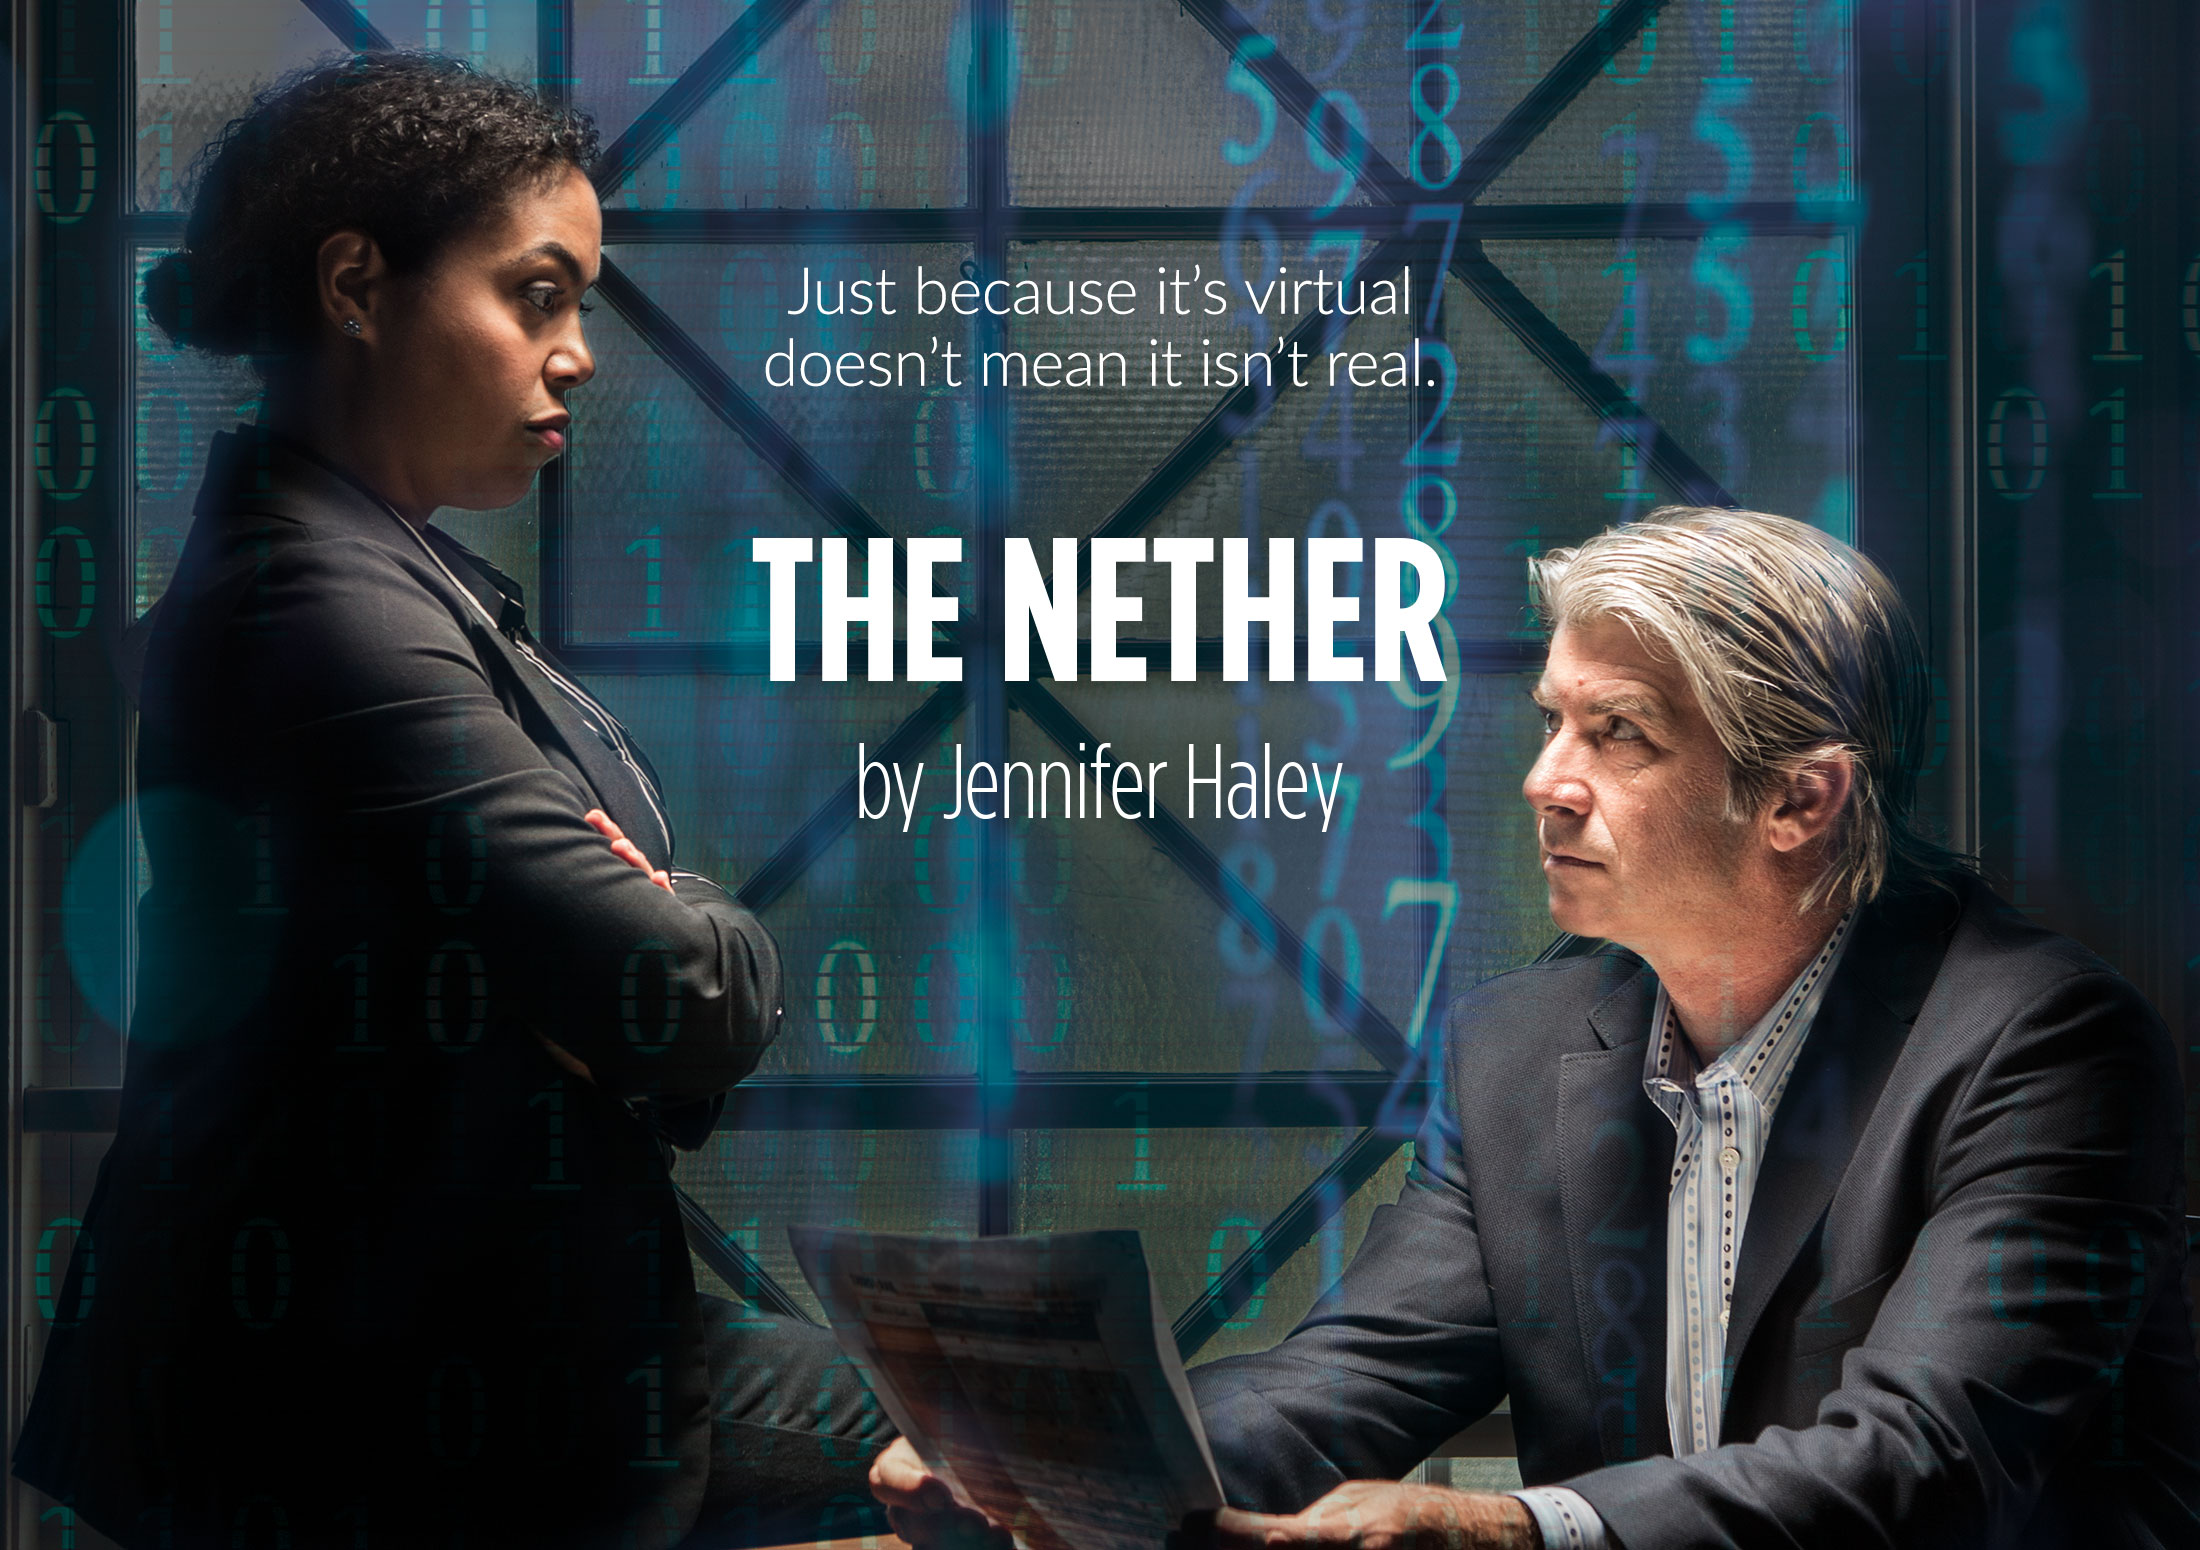 Just because it’s virtual
doesn’t mean it isn’t real.
THE NETHER
by Jennifer Haley